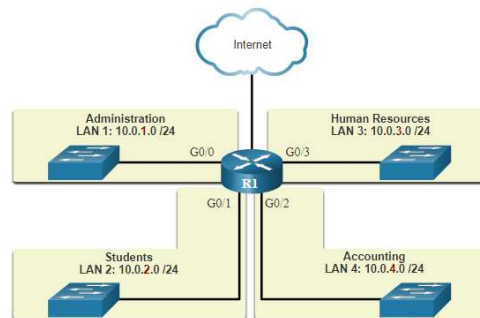 Internet
Administration
LAN 1: 10.0.1.0 /24
Human Resources
LAN 3: 10.0.3.0 /24
G0/0
G0/3
R1
G0/1
G0/2
Students
LAN 2: 10.0.2.0 /24
Accounting
LAN 4: 10.0.4.0 /24